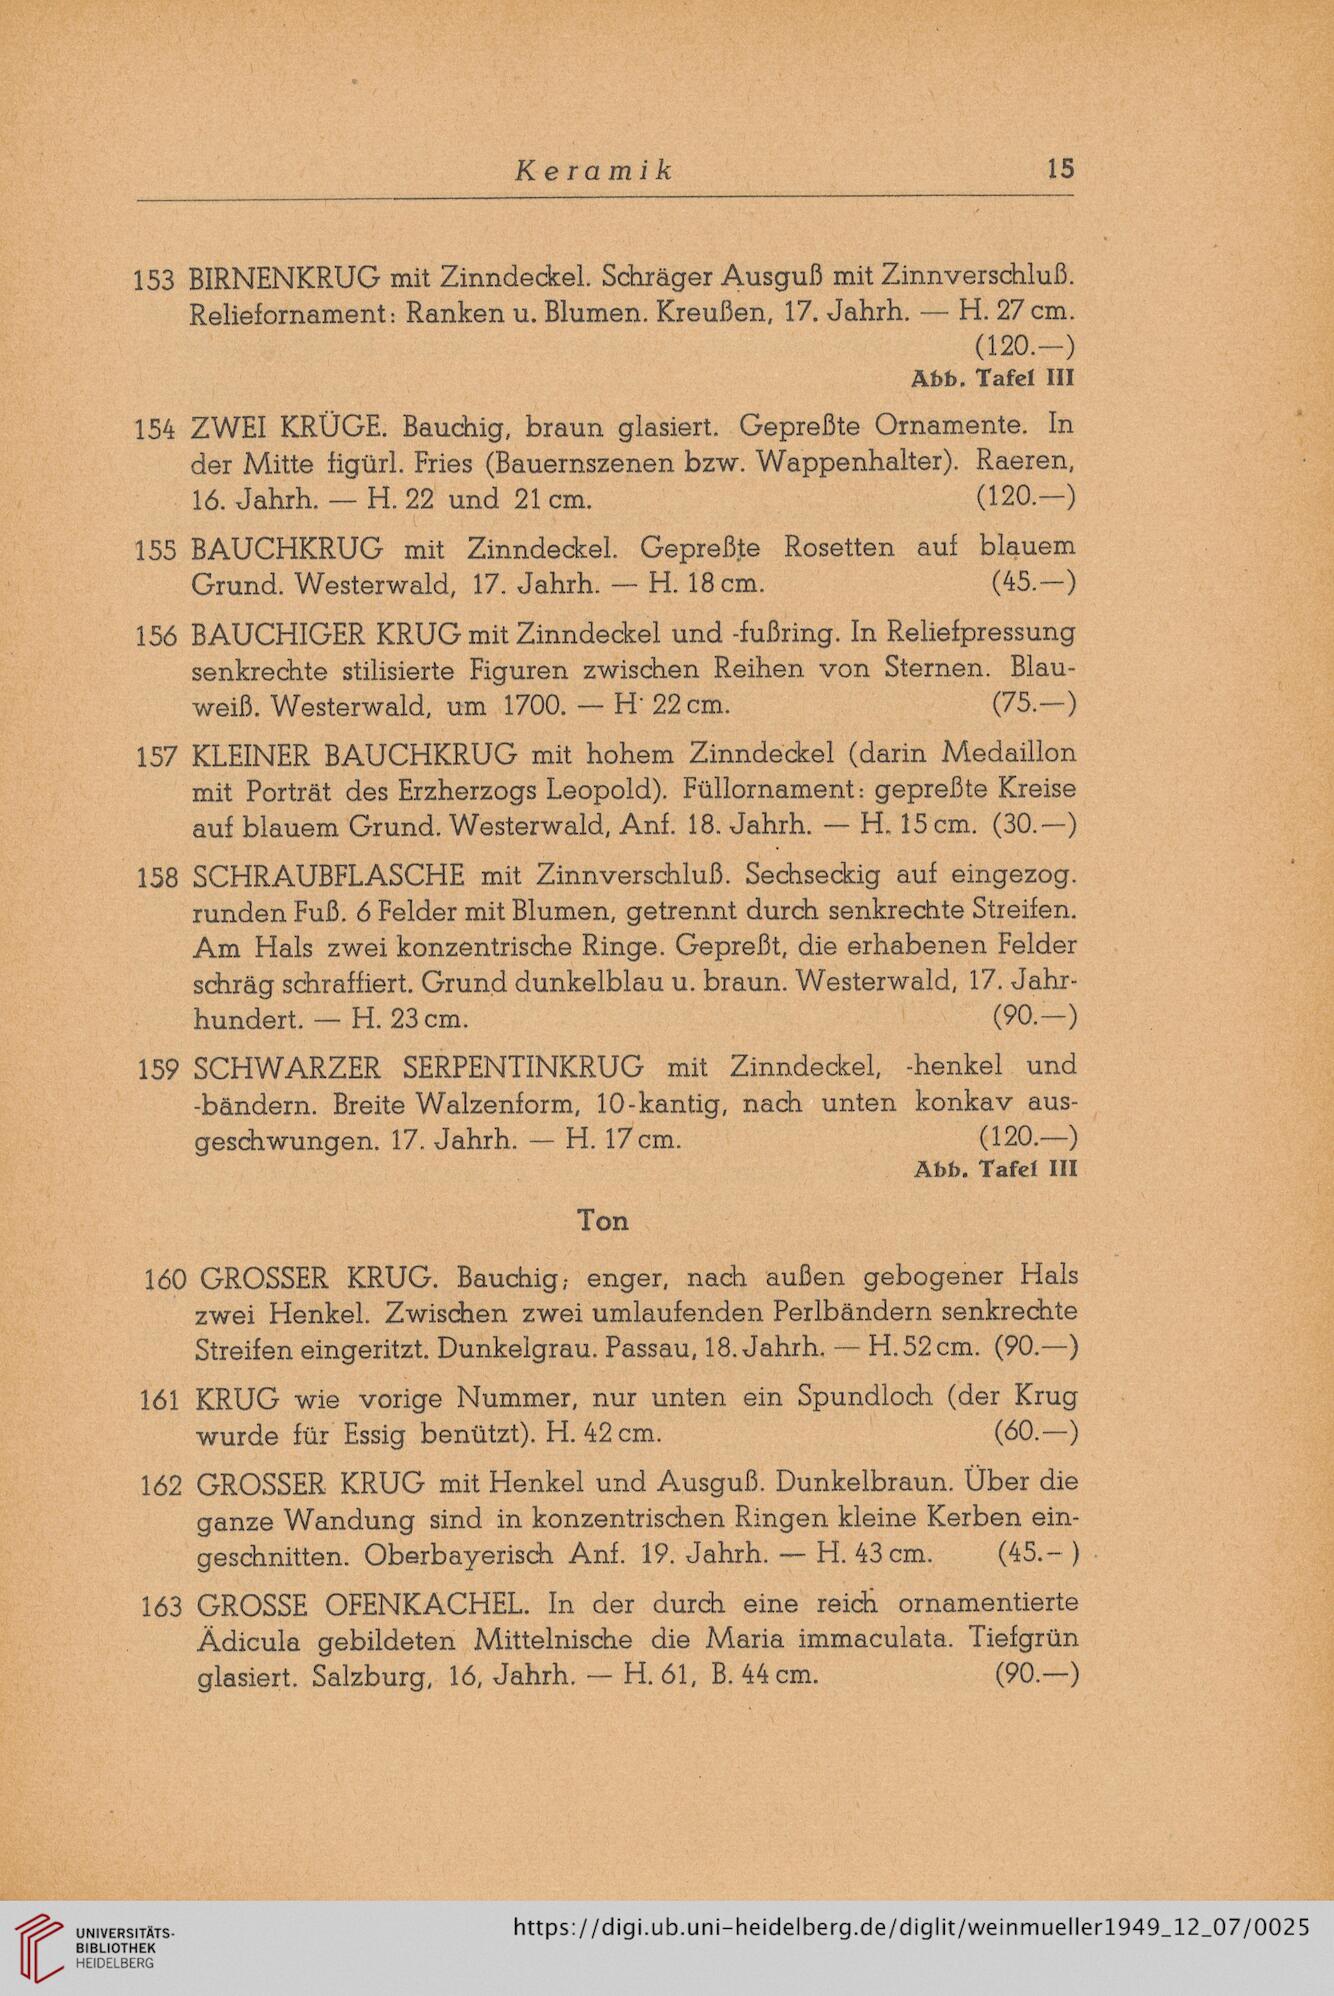 Keramik 15
153 BIRNENKRUG mit Zinndeckel. Schräger Ausguß mit Zinnverschluß.
Reliefornament: Ranken u. Blumen. Kreußen, 17. Jahrh. — H. 27 cm.
(120.—)
Abb. Tafel III
154 ZWEI KRÜGE. Bauchig, braun glasiert. Gepreßte Ornamente. In
der Mitte figürl. Fries (Bauernszenen bzw. Wappenhalter). Raeren,
16. Jahrh. — H. 22 und 21 cm. (120.—)
155 BAUCHKRUG mit Zinndeckel. Gepreßte Rosetten auf blauem
Grund. Westerwald, 17. Jahrh. — H. 18 cm. (45.—)
156 BAUCHIGER KRUG mit Zinndeckel und -fußring. In Reliefpressung
senkrechte stilisierte Figuren zwischen Reihen von Sternen. Blau-
weiß. Westerwald, um 1700. — H· 22 cm. (75.—)
157 KLEINER BAUCHKRUG mit hohem Zinndeckel (darin Medaillon
mit Porträt des Erzherzogs Leopold). Füllornament: gepreßte Kreise
auf blauem Grund. Westerwald, Anf. 18. Jahrh. — H. 15 cm. (30.—)
158 SCHRAUBFLASCHE mit Zinnverschluß. Sechseckig auf eingezog.
runden Fuß. 6 Felder mit Blumen, getrennt durch senkrechte Streifen.
Am Hals zwei konzentrische Ringe. Gepreßt, die erhabenen Felder
schräg schraffiert. Grund dunkelblau u. braun. Westerwald, 17. Jahr-
hundert. — H. 23 cm. (90.—)
159 SCHWARZER SERPENTINKRUG mit Zinndeckel, -henkel und
-bändern. Breite Walzenform, 10-kantig, nach unten konkav aus-
geschwungen. 17. Jahrh. — H. 17 cm. (120.—)
Abb. Tafel III
Ton
160 GROSSER KRUG. Bauchig; enger, nach außen gebogener Hals
zwei Henkel. Zwischen zwei umlaufenden Perlbändern senkrechte
Streifen eingeritzt. Dunkelgrau. Passau, 18. Jahrh. — H. 52 cm. (90.—)
161 KRUG wie vorige Nummer, nur unten ein Spundloch (der Krug
wurde für Essig benützt). H. 42 cm. (60.—)
162 GROSSER KRUG mit Henkel und Ausguß. Dunkelbraun. Über die
ganze Wandung sind in konzentrischen Ringen kleine Kerben ein-
geschnitten. Oberbayerisch Anf. 19. Jahrh. — H. 43 cm. (45.- )
163 GROSSE OFENKACHEL. In der durch eine reich ornamentierte
Ädicula gebildeten Mittelnische die Maria immaculata. Tiefgrün
glasiert. Salzburg, 16, Jahrh. — H. 61, B. 44 cm. (90.—)
UNIVERSITÄTS-
BIBLIOTHEK
HEIDELBERG
https://digi.ub.uni-heidelberg.de/diglit/weinmueller1949_12_07/0025